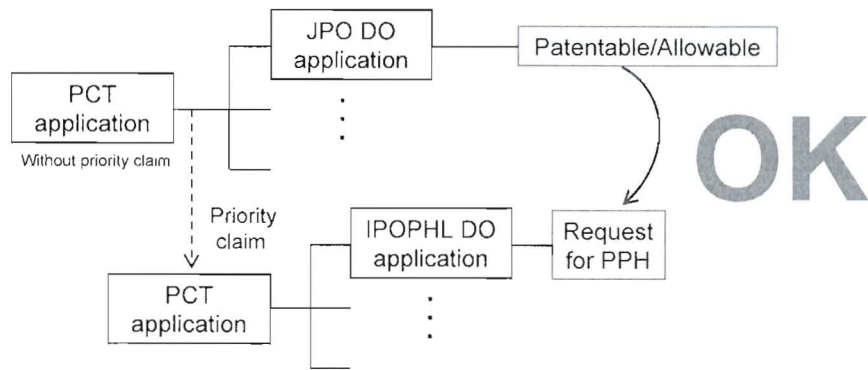 JPO DO
application
Patentable/Allowable
PCT
application
Without priority claim
OK
Priority
claim
IPOPHL DO
application
Request
for PPH
PCT
application